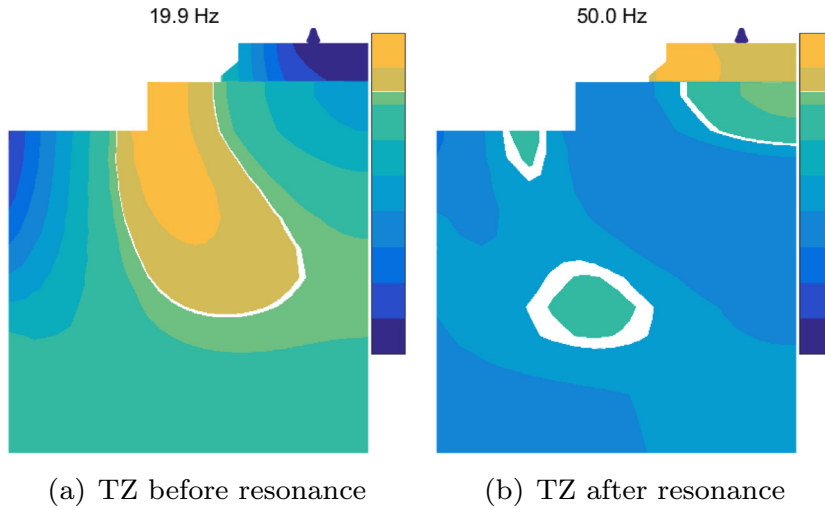 19.9 Hz
50.0 Hz
(a) TZ before resonance
(b) TZ after resonance